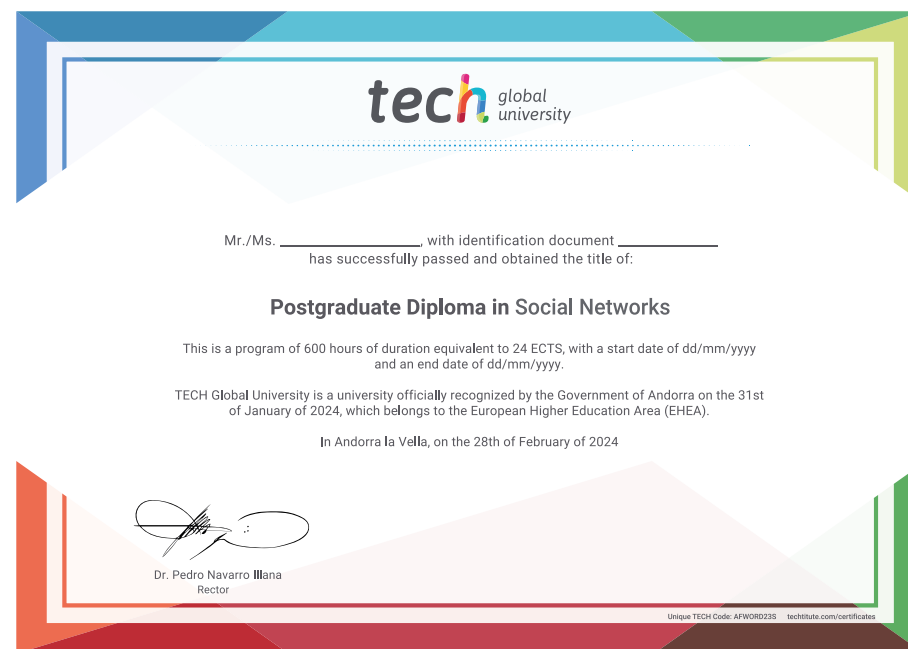 tech global
university
Mr./Ms. ____________________, with identification document ______________
has successfully passed and obtained the title of:
Postgraduate Diploma in Social Networks
This is a program of 600 hours of duration equivalent to 24 ECTS, with a start date of dd/mm/yyyy
and an end date of dd/mm/yyyy.
TECH Global University is a university officially recognized by the Government of Andorra on the 31st
of January of 2024, which belongs to the European Higher Education Area (EHEA).
In Andorra la Vella, on the 28th of February of 2024
Dr. Pedro Navarro Illana
Rector
Unique TECH Code: AFWORD23S techtitute.com/certificates